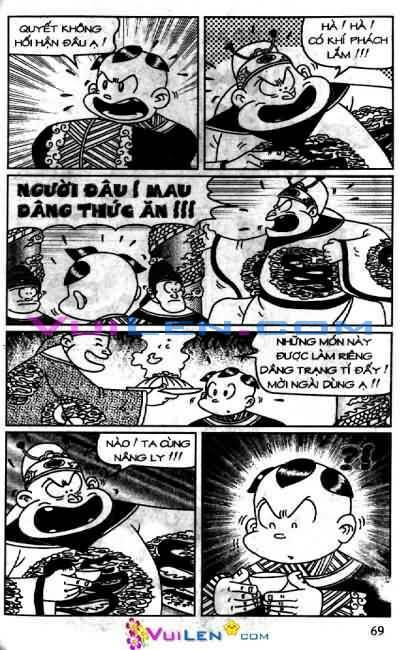 QUYẾT KHÔNG
HỐI HẬN ĐÂU Ạ !
HÀ ! HÀ !
CÓ KHÍ PHÁCH
LẮM !!!
NGƯỜI ĐÂU ! MAU
DÂNG THỨC ĂN !!!
VUILEN.COM
NHỮNG MÓN NÀY
ĐƯỢC LÀM RIÊNG
DÂNG TRẠNG TÍ ĐẤY !
MỜI NGÀI DÙNG Ạ !!
NÀO ! TA CÙNG
NÂNG LY !!!
?!
69
VUILEN.COM